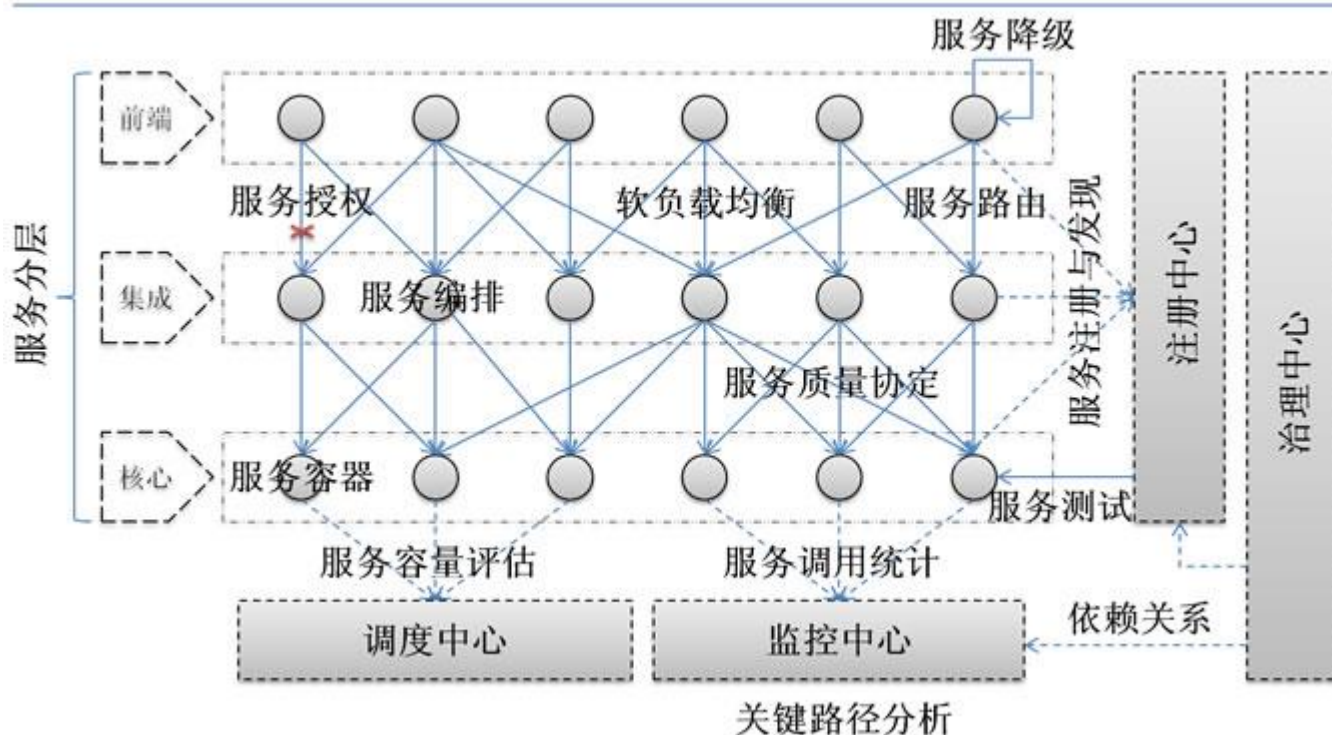 服务降级
前端
服务授权
软负载均衡
服务路由
服务分层
集成
服务编排
服务注册与发现
注册中心
治理中心
服务质量协定
核心
服务容器
服务测试
服务容量评估
服务调用统计
调度中心
监控中心
依赖关系
关键路径分析